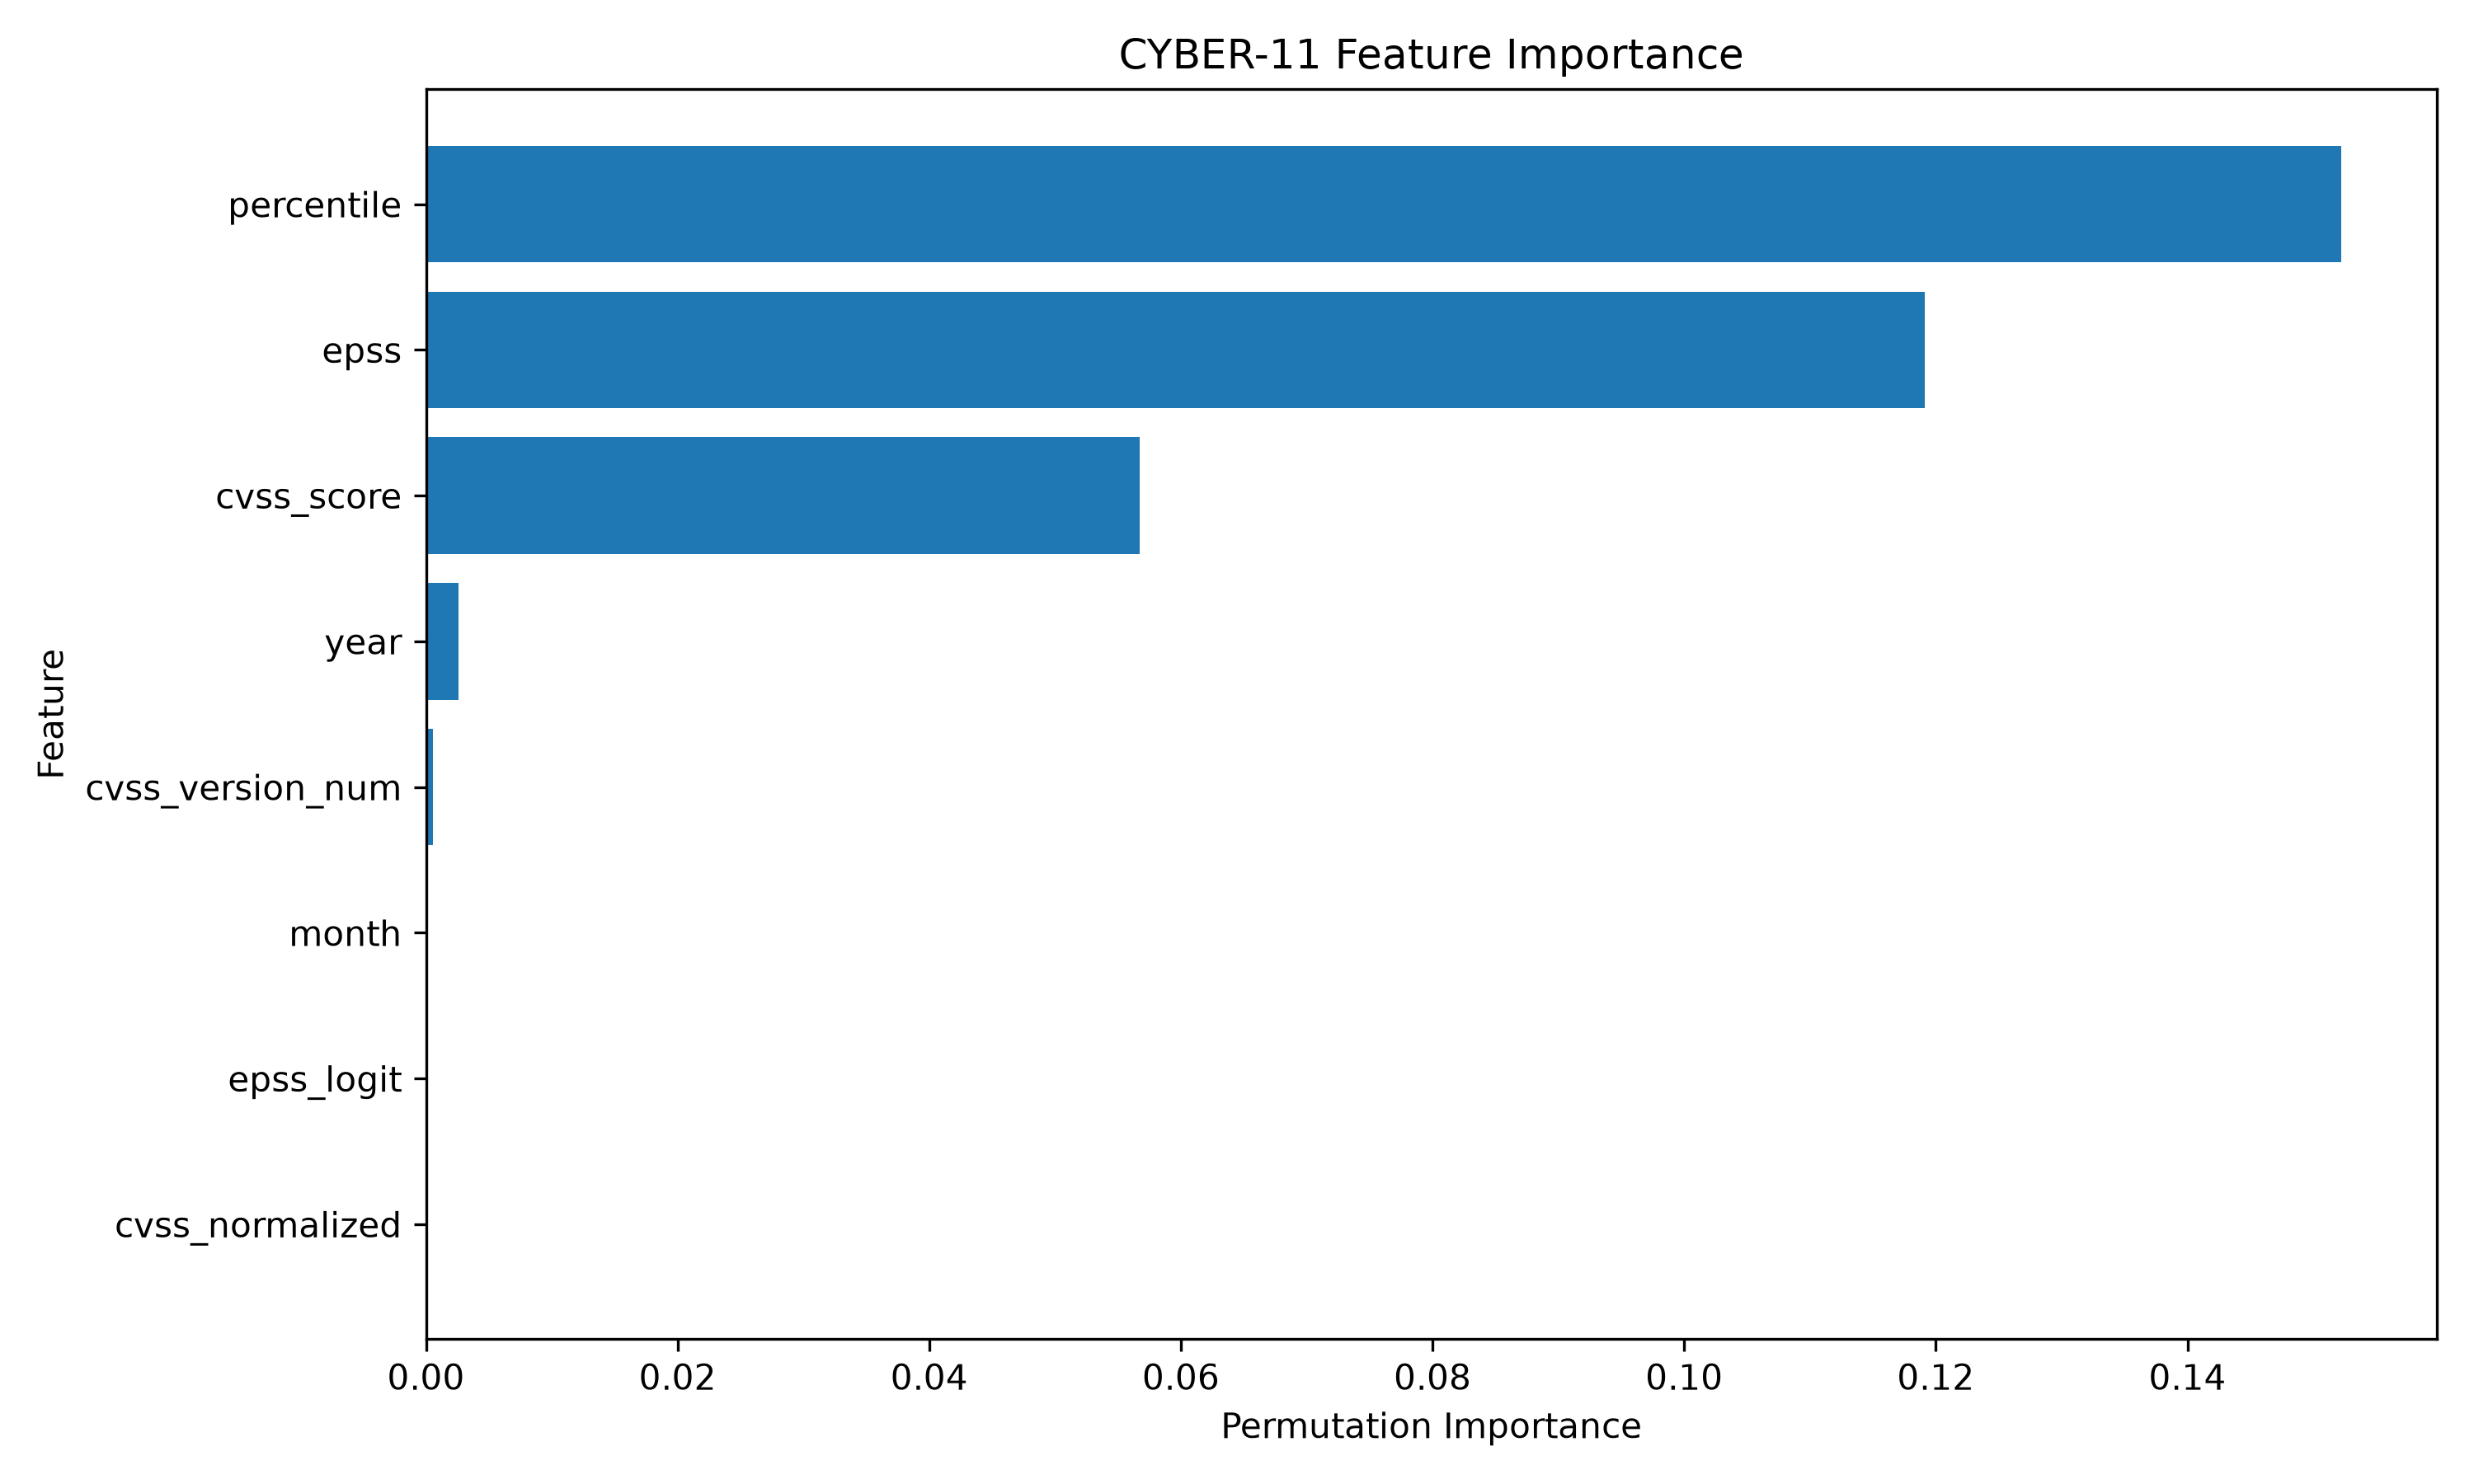 CYBER-11 Feature Importance
percentile
epss
cvss_score
year
cvss_version_num
month
epss_logit
cvss_normalized
Feature
0.00 0.02 0.04 0.06 0.08 0.10 0.12 0.14
Permutation Importance